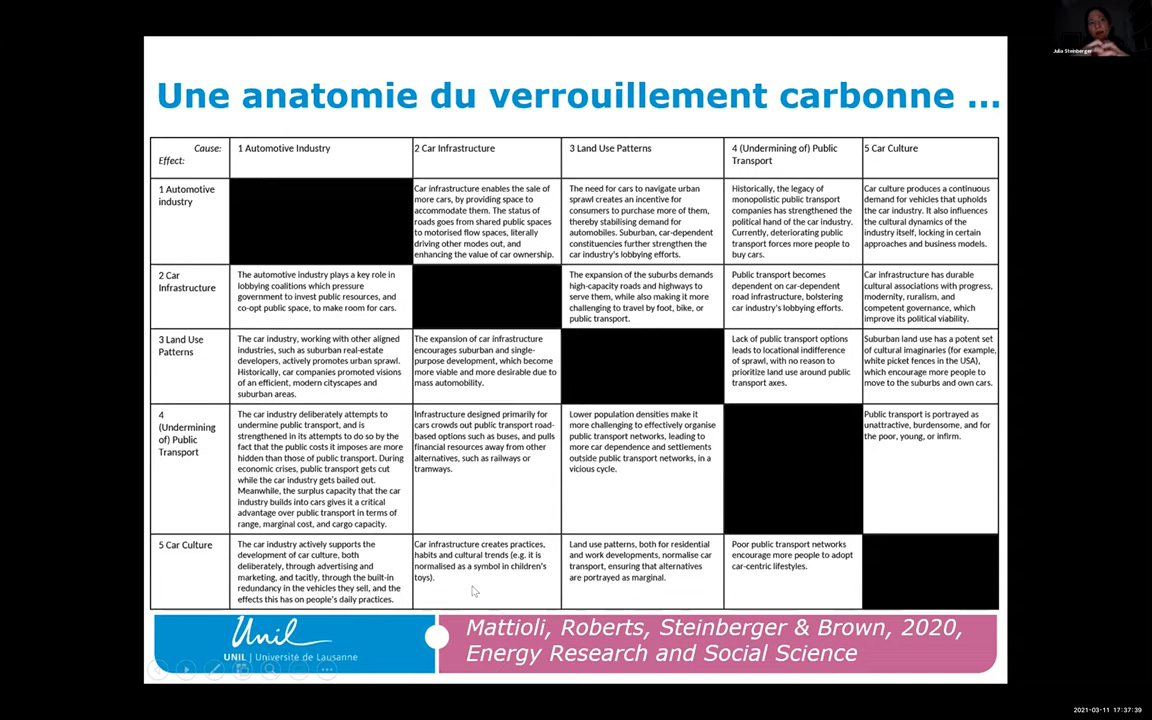 Julia Steinberger
Une anatomie du verrouillement carbonne ...
Cause:
Effect:
1 Automotive Industry
2 Car Infrastructure
3 Land Use Patterns
4 (Undermining of) Public
Transport
5 Car Culture
1 Automotive
industry
Car infrastructure enables the sale of
more cars, by providing space to
accommodate them. The status of
roads goes from shared public spaces
to motorised flow spaces, literally
driving other modes out, and
enhancing the value of car ownership.
The need for cars to navigate urban
sprawl creates an incentive for
consumers to purchase more of them,
thereby stabilising demand for
automobiles. Suburban, car-dependent
constituencies further strengthen the
car industry's lobbying efforts.
Historically, the legacy of
monopolistic public transport
companies has strengthened the
political hand of the car industry.
Currently, deteriorating public
transport forces more people to
buy cars.
Car culture produces a continuous
demand for vehicles that upholds
the car industry. It also influences
the cultural dynamics of the
industry itself, locking in certain
approaches and business models.
2 Car
Infrastructure
The automotive industry plays a key role in
lobbying coalitions which pressure
government to invest public resources, and
co-opt public space, to make room for cars.
The expansion of the suburbs demands
high-capacity roads and highways to
serve them, while also making it more
challenging to travel by foot, bike, or
public transport.
Public transport becomes
dependent on car-dependent
road infrastructure, bolstering
car industry's lobbying efforts.
Car infrastructure has durable
cultural associations with progress,
modernity, ruralism, and
competent governance, which
improve its political viability.
3 Land Use
Patterns
The car industry, working with other aligned
industries, such as suburban real-estate
developers, actively promotes urban sprawl.
Historically, car companies promoted visions
of an efficient, modern cityscapes and
suburban areas.
The expansion of car infrastructure
encourages suburban and single-
purpose development, which become
more viable and more desirable due to
mass automobility.
Lack of public transport options
leads to locational indifference
of sprawl, with no reason to
prioritize land use around public
transport axes.
Suburban land use has a potent set
of cultural imaginaries (for example,
white picket fences in the USA),
which encourage more people to
move to the suburbs and own cars.
4
(Undermining
of) Public
Transport
The car industry deliberately attempts to
undermine public transport, and is
strengthened in its attempts to do so by the
fact that the public costs it imposes are more
hidden than those of public transport. During
economic crises, public transport gets cut
while the car industry gets bailed out.
Meanwhile, the surplus capacity that the car
industry builds into cars gives it a critical
advantage over public transport in terms of
range, marginal cost, and cargo capacity.
Infrastructure designed primarily for
cars crowds out public transport road-
based options such as buses, and pulls
financial resources away from other
alternatives, such as railways or
tramways.
Lower population densities make it
more challenging to effectively organise
public transport networks, leading to
more car dependence and settlements
outside public transport networks, in a
vicious cycle.
Public transport is portrayed as
unattractive, burdensome, and for
the poor, young, or infirm.
5 Car Culture
The car industry actively supports the
development of car culture, both
deliberately, through advertising and
marketing, and tacitly, through the built-in
redundancy in the vehicles they sell, and the
effects this has on people's daily practices.
Car infrastructure creates practices,
habits and cultural trends (e.g. it is
normalised as a symbol in children's
toys).
Land use patterns, both for residential
and work developments, normalise car
transport, ensuring that alternatives
are portrayed as marginal.
Poor public transport networks
encourage more people to adopt
car-centric lifestyles.
Unil
UNIL | Université de Lausanne
Mattioli, Roberts, Steinberger & Brown, 2020,
Energy Research and Social Science
2021-03-11 17:37:39